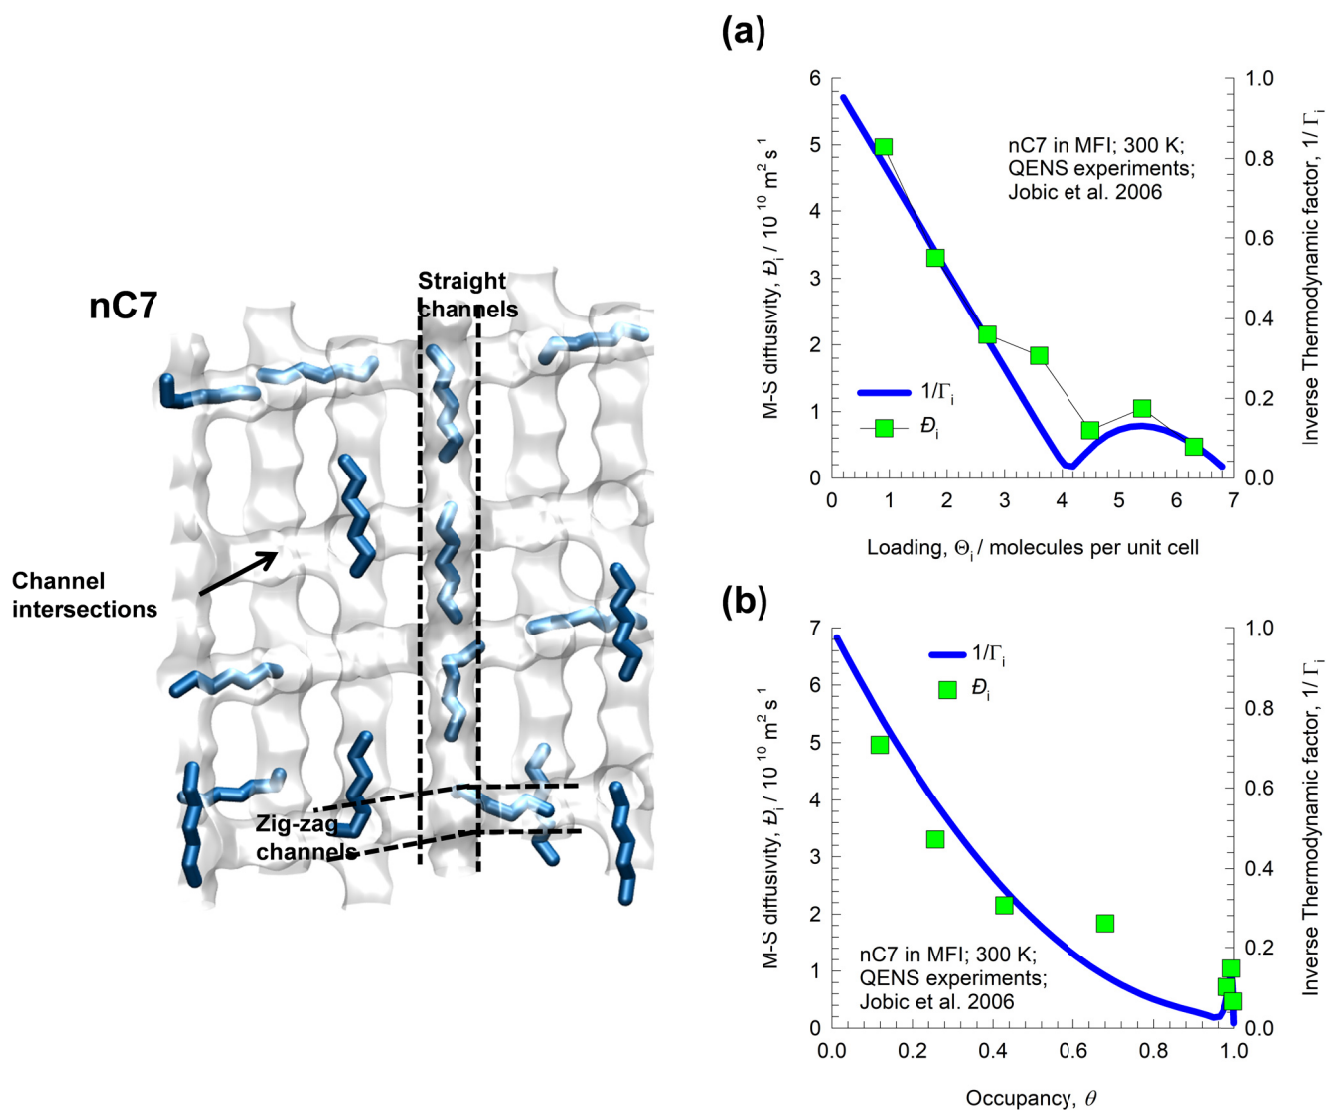 nC7
Straight
channels
Channel
intersections
Zig-zag
channels
(a)
6
5
4
3
2
1
0
M-S diffusivity, Đi / 10^10 m^2 s^-1
1.0
0.8
0.6
0.4
0.2
0.0
Inverse Thermodynamic factor, 1/Γi
nC7 in MFI; 300 K;
QENS experiments;
Jobic et al. 2006
1/Γi
Đi
0 1 2 3 4 5 6 7
Loading, Θi / molecules per unit cell
(b)
7
6
5
4
3
2
1
0
M-S diffusivity, Đi / 10^10 m^2 s^-1
1.0
0.8
0.6
0.4
0.2
0.0
Inverse Thermodynamic factor, 1/Γi
1/Γi
Đi
nC7 in MFI; 300 K;
QENS experiments;
Jobic et al. 2006
0.0 0.2 0.4 0.6 0.8 1.0
Occupancy, θ